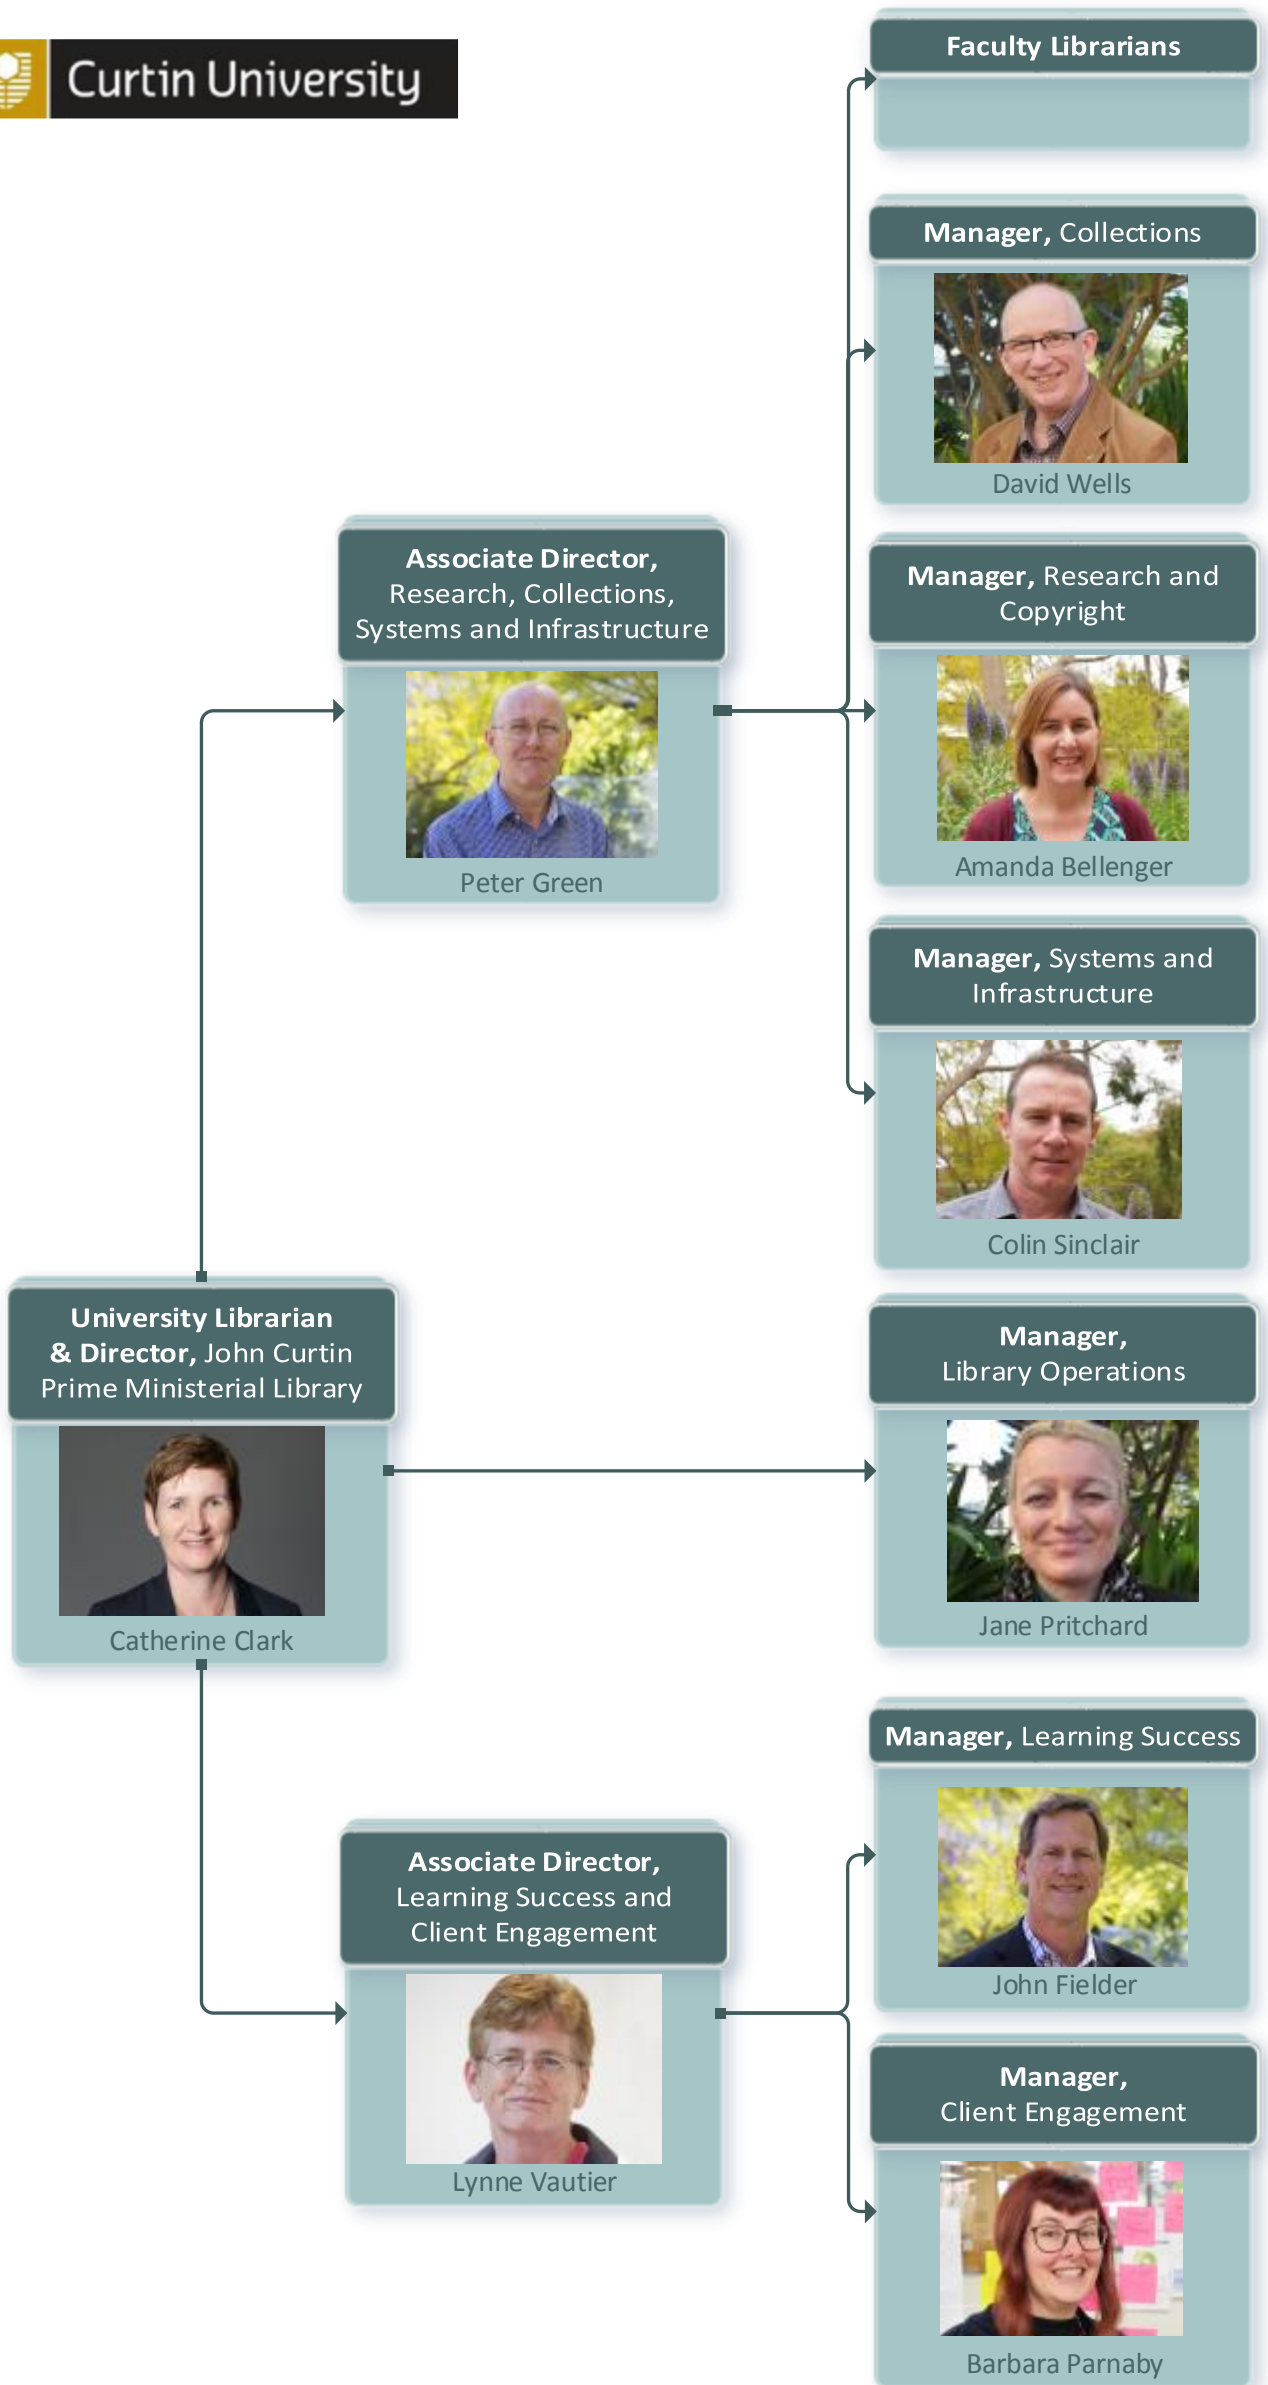 Curtin University
Faculty Librarians
Manager, Collections
David Wells
Associate Director,
Research, Collections,
Systems and Infrastructure
Peter Green
Manager, Research and
Copyright
Amanda Bellenger
Manager, Systems and
Infrastructure
Colin Sinclair
University Librarian
& Director, John Curtin
Prime Ministerial Library
Catherine Clark
Manager,
Library Operations
Jane Pritchard
Manager, Learning Success
John Fielder
Associate Director,
Learning Success and
Client Engagement
Lynne Vautier
Manager,
Client Engagement
Barbara Parnaby